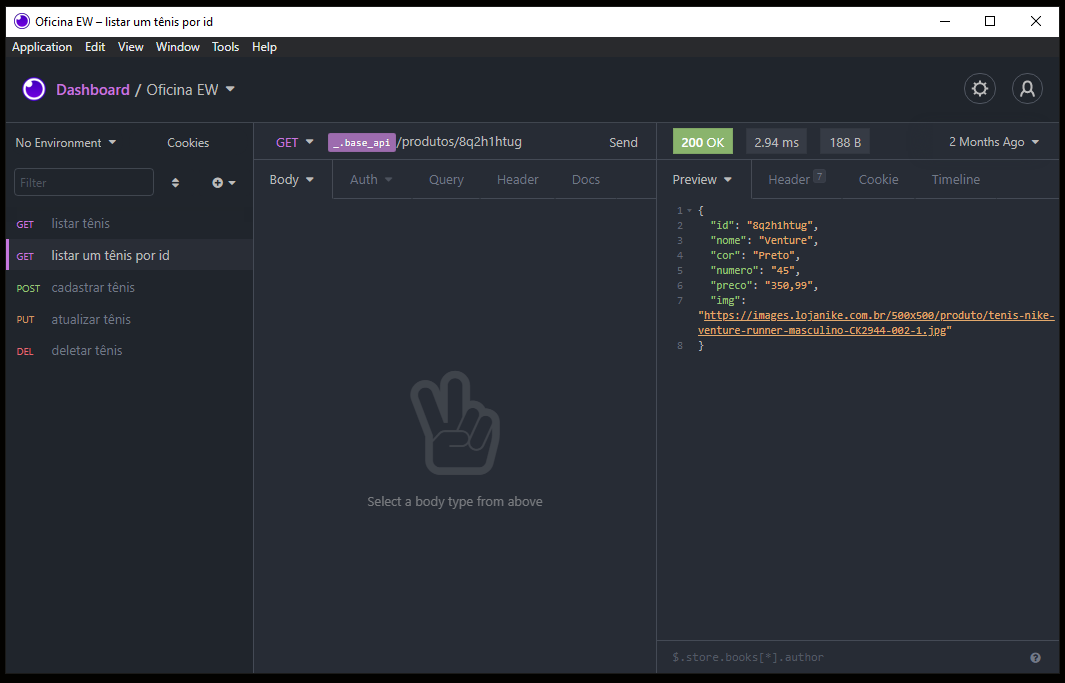 Oficina EW – listar um tênis por id
Application Edit View Window Tools Help
Dashboard / Oficina EW
No Environment Cookies
Filter
GET listar tênis
GET listar um tênis por id
POST cadastrar tênis
PUT atualizar tênis
DEL deletar tênis
GET _.base_api/produtos/8q2h1htug Send
Body Auth Query Header Docs
Select a body type from above
200 OK 2.94 ms 188 B 2 Months Ago
Preview Header 7 Cookie Timeline
1 {
2 "id": "8q2h1htug",
3 "nome": "Venture",
4 "cor": "Preto",
5 "numero": "45",
6 "preco": "350,99",
7 "img":
"https://images.lojanike.com.br/500x500/produto/tenis-nike-
venture-runner-masculino-CK2944-002-1.jpg"
8 }
$.store.books[*].author